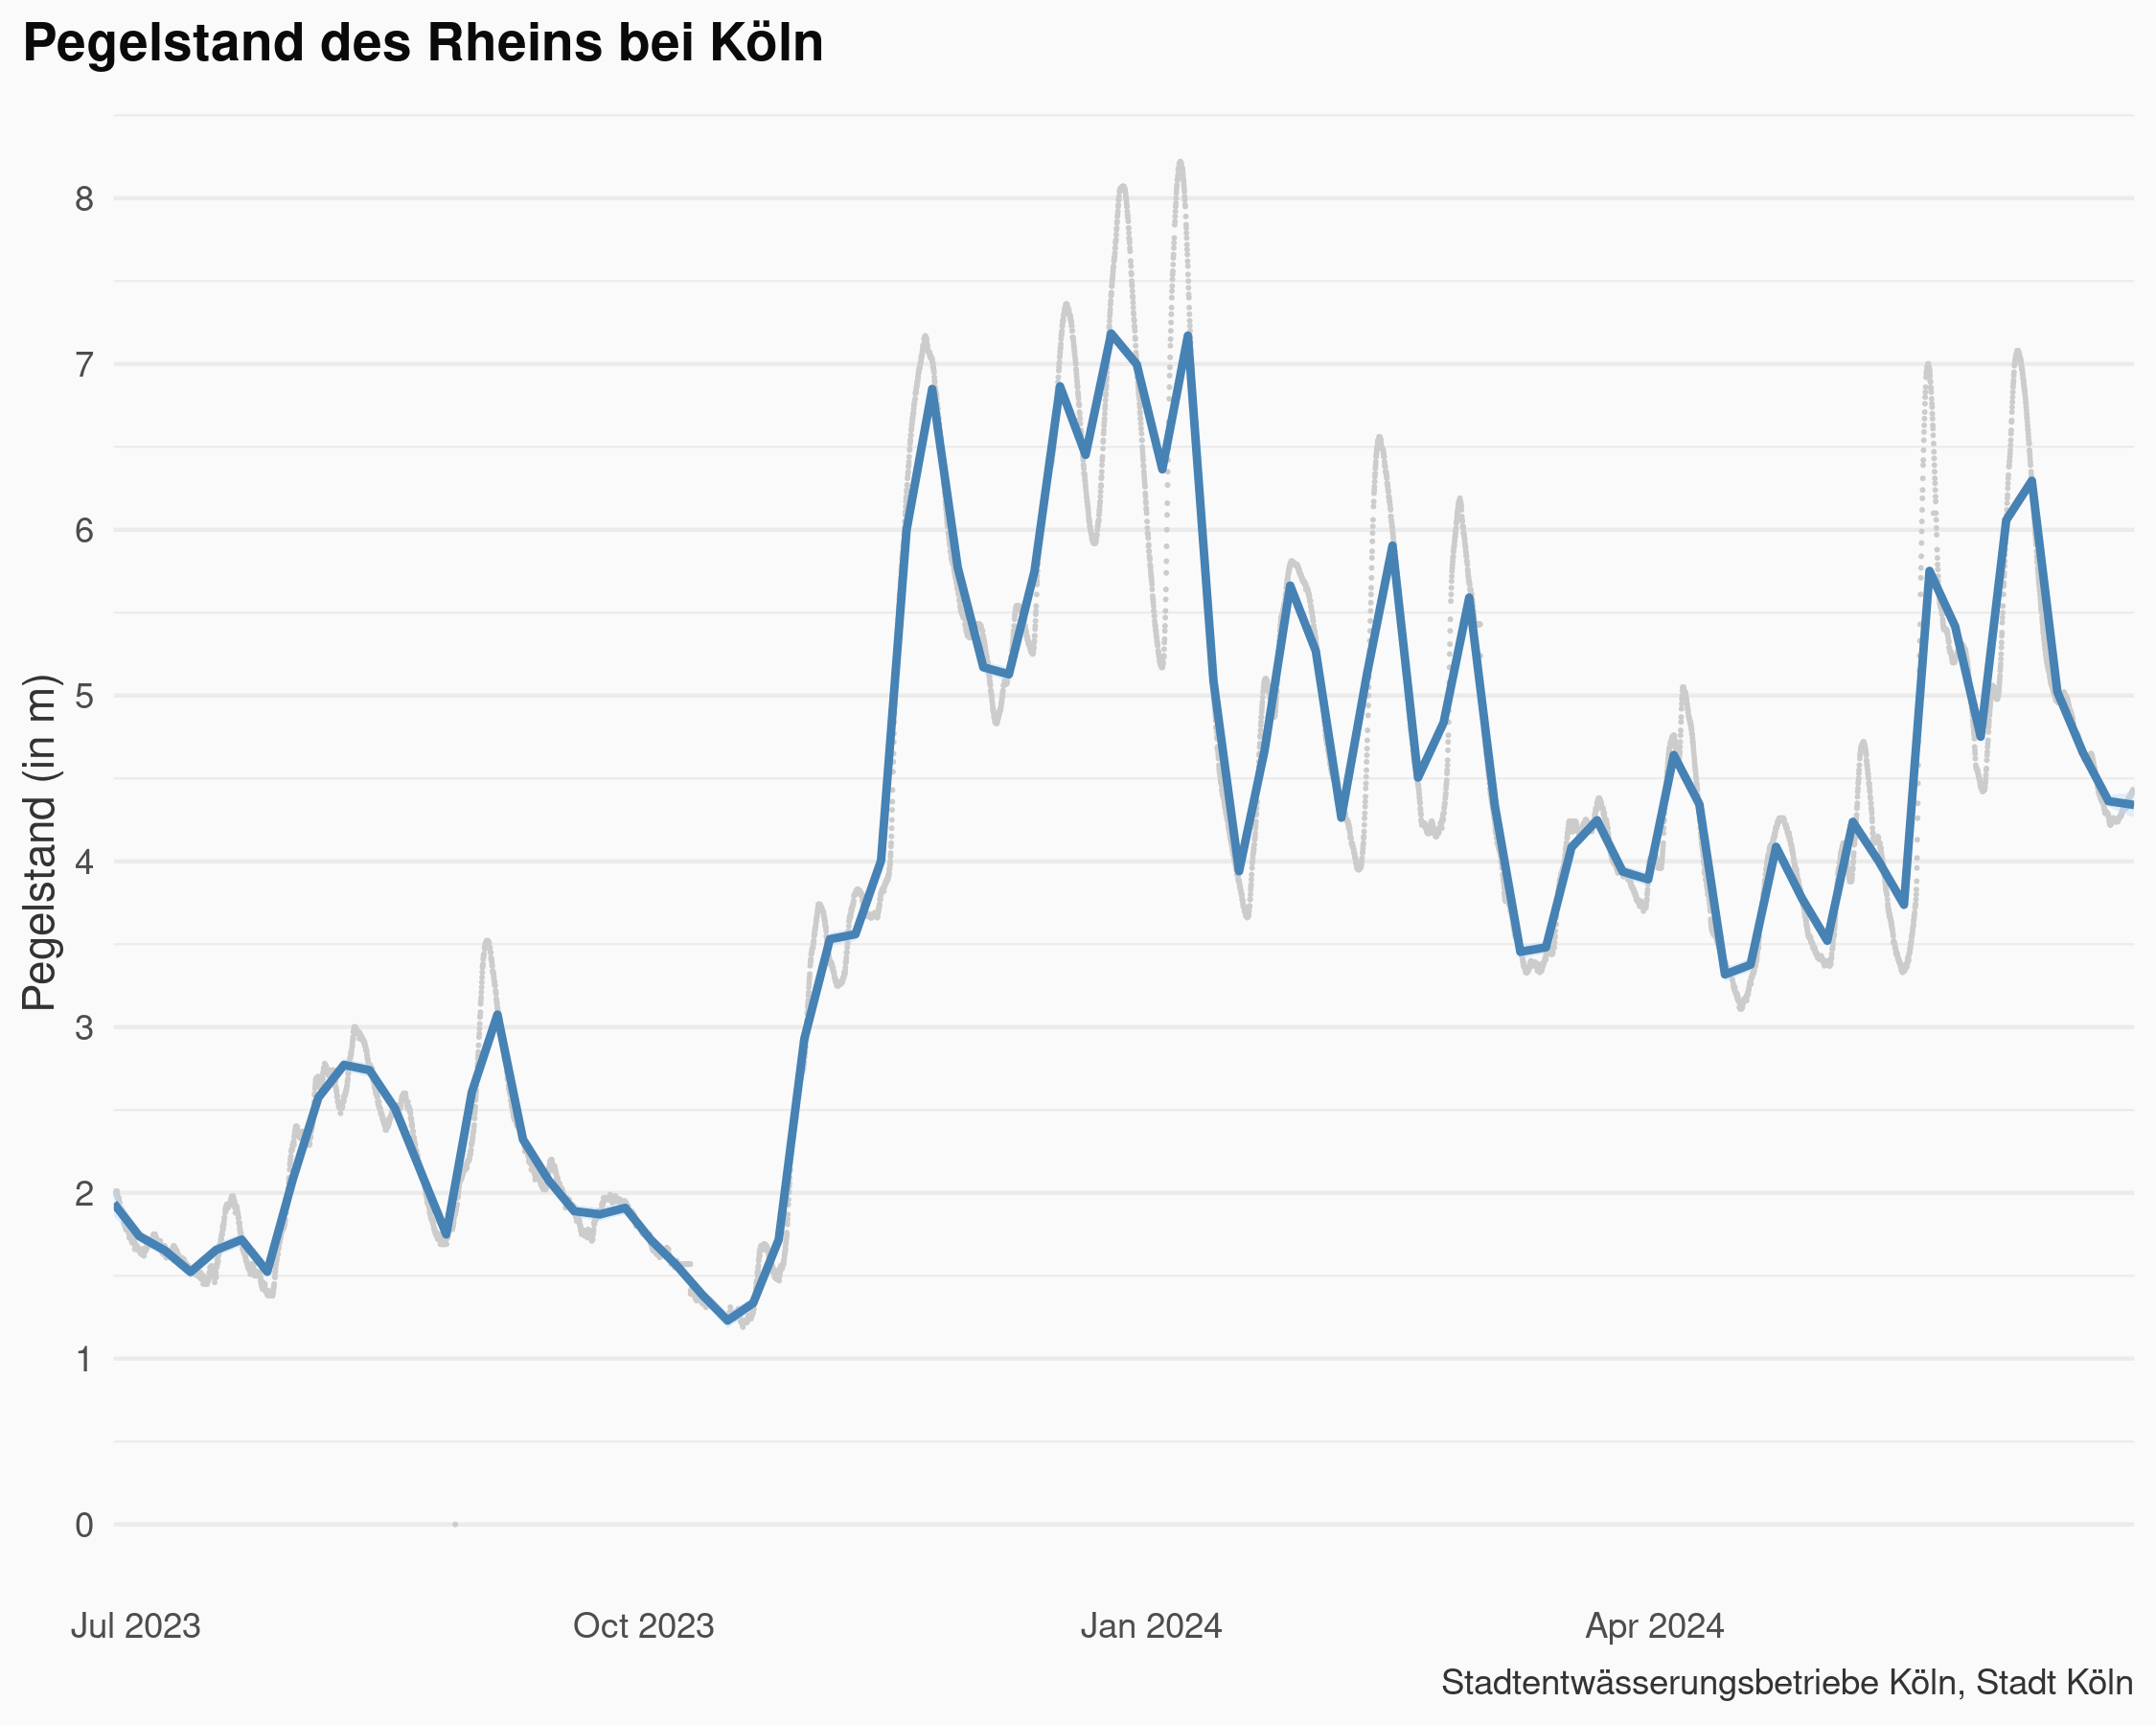 Pegelstand des Rheins bei Köln
Pegelstand (in m)
8
7
6
5
4
3
2
1
0
Jul 2023 Oct 2023 Jan 2024 Apr 2024
Stadtentwässerungsbetriebe Köln, Stadt Köln